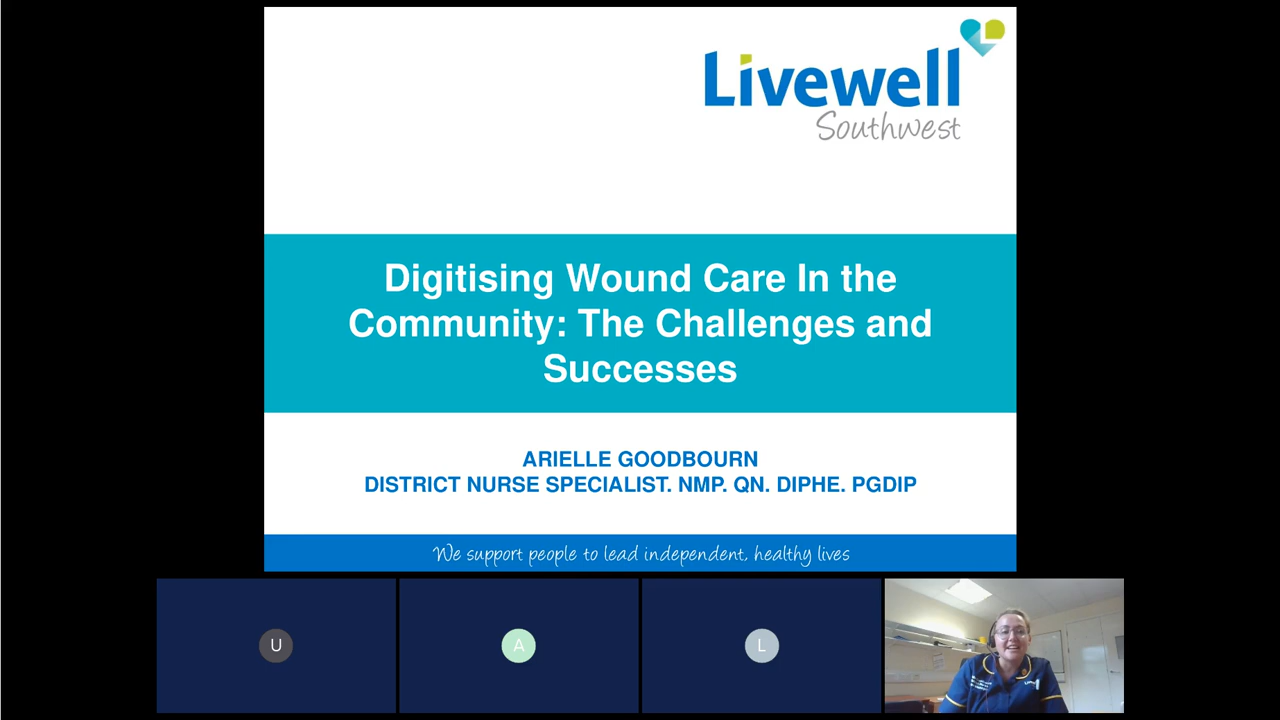 Livewell
Southwest
Digitising Wound Care In the
Community: The Challenges and
Successes
ARIELLE GOODBOURN
DISTRICT NURSE SPECIALIST. NMP. QN. DIPHE. PGDIP
We support people to lead independent, healthy lives
U
A
L